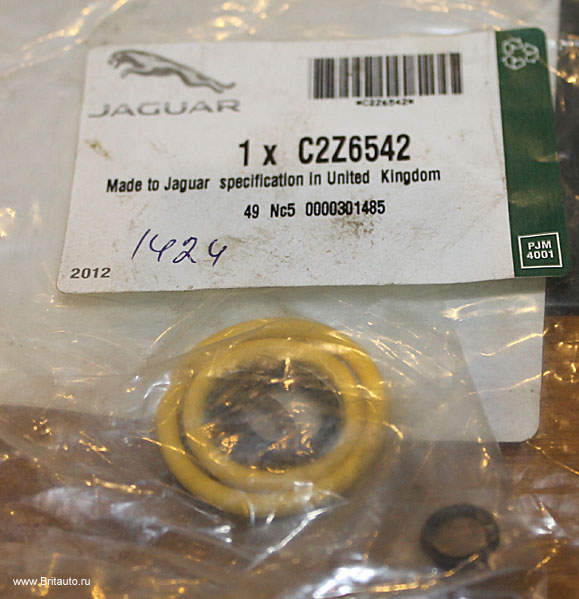 JAGUAR
*C2Z6542*
1 x C2Z6542
Made to Jaguar specification in United Kingdom
49 Nc5 0000301485
1424
2012
PJM
4001
www.Britauto.ru